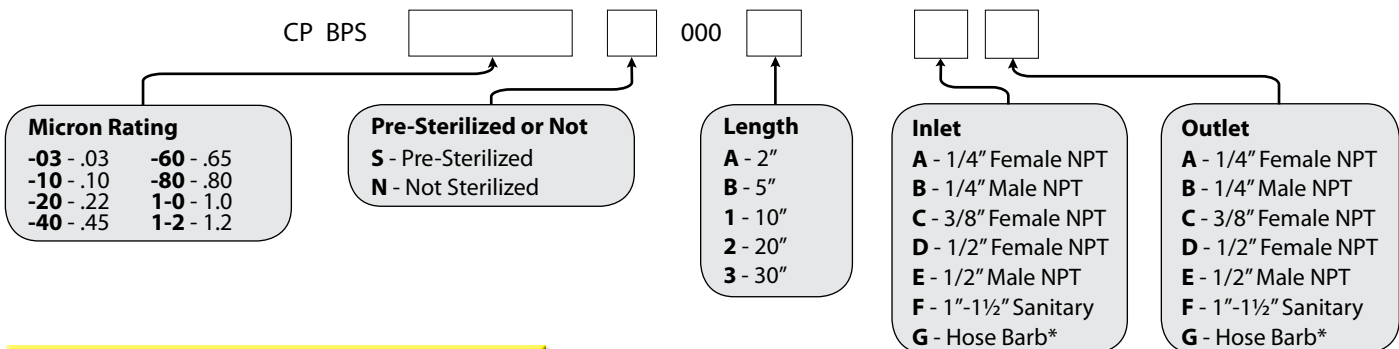 CP BPS 000
Micron Rating
-03 - .03 -60 - .65
-10 - .10 -80 - .80
-20 - .22 1-0 - 1.0
-40 - .45 1-2 - 1.2
Pre-Sterilized or Not
S - Pre-Sterilized
N - Not Sterilized
Length
A - 2”
B - 5”
1 - 10”
2 - 20”
3 - 30”
Inlet
A - 1/4” Female NPT
B - 1/4” Male NPT
C - 3/8” Female NPT
D - 1/2” Female NPT
E - 1/2” Male NPT
F - 1”-1½” Sanitary
G - Hose Barb*
Outlet
A - 1/4” Female NPT
B - 1/4” Male NPT
C - 3/8” Female NPT
D - 1/2” Female NPT
E - 1/2” Male NPT
F - 1”-1½” Sanitary
G - Hose Barb*